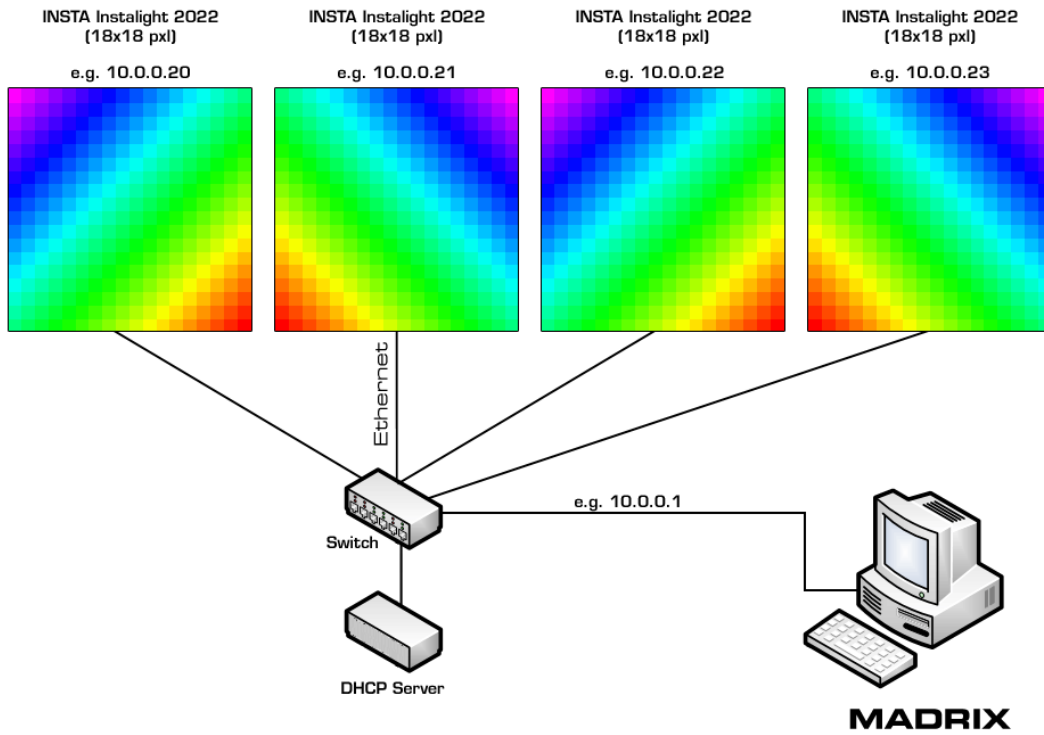 INSTA Instalight 2022
(18x18 pxl)
e.g. 10.0.0.20
INSTA Instalight 2022
(18x18 pxl)
e.g. 10.0.0.21
INSTA Instalight 2022
(18x18 pxl)
e.g. 10.0.0.22
INSTA Instalight 2022
(18x18 pxl)
e.g. 10.0.0.23
Ethernet
e.g. 10.0.0.1
Switch
DHCP Server
MADRIX